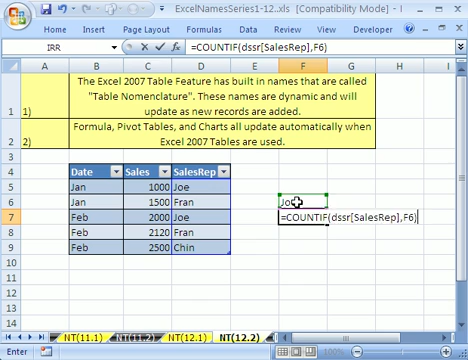 ExcelNamesSeries1-12..xls [Compatibility Mode] - ...
Home Insert Page Layout Formulas Data Review View Developer
IRR =COUNTIF(dssr[SalesRep],F6)
A B C D E F G H I
The Excel 2007 Table Feature has built in names that are called
"Table Nomenclature". These names are dynamic and will
1 1) update as new records are added.
Formula, Pivot Tables, and Charts all update automatically when
2 2) Excel 2007 Tables are used.
3
4 Date Sales SalesRep
5 Jan 1000 Joe
6 Jan 1500 Fran
7 Feb 2000 Joe =COUNTIF(dssr[SalesRep],F6)
8 Feb 2120 Fran
9 Feb 2500 Chin
10
11
12
13
14
NT(11.1) NT(11.2) NT(12.1) NT(12.2)
Enter 100%